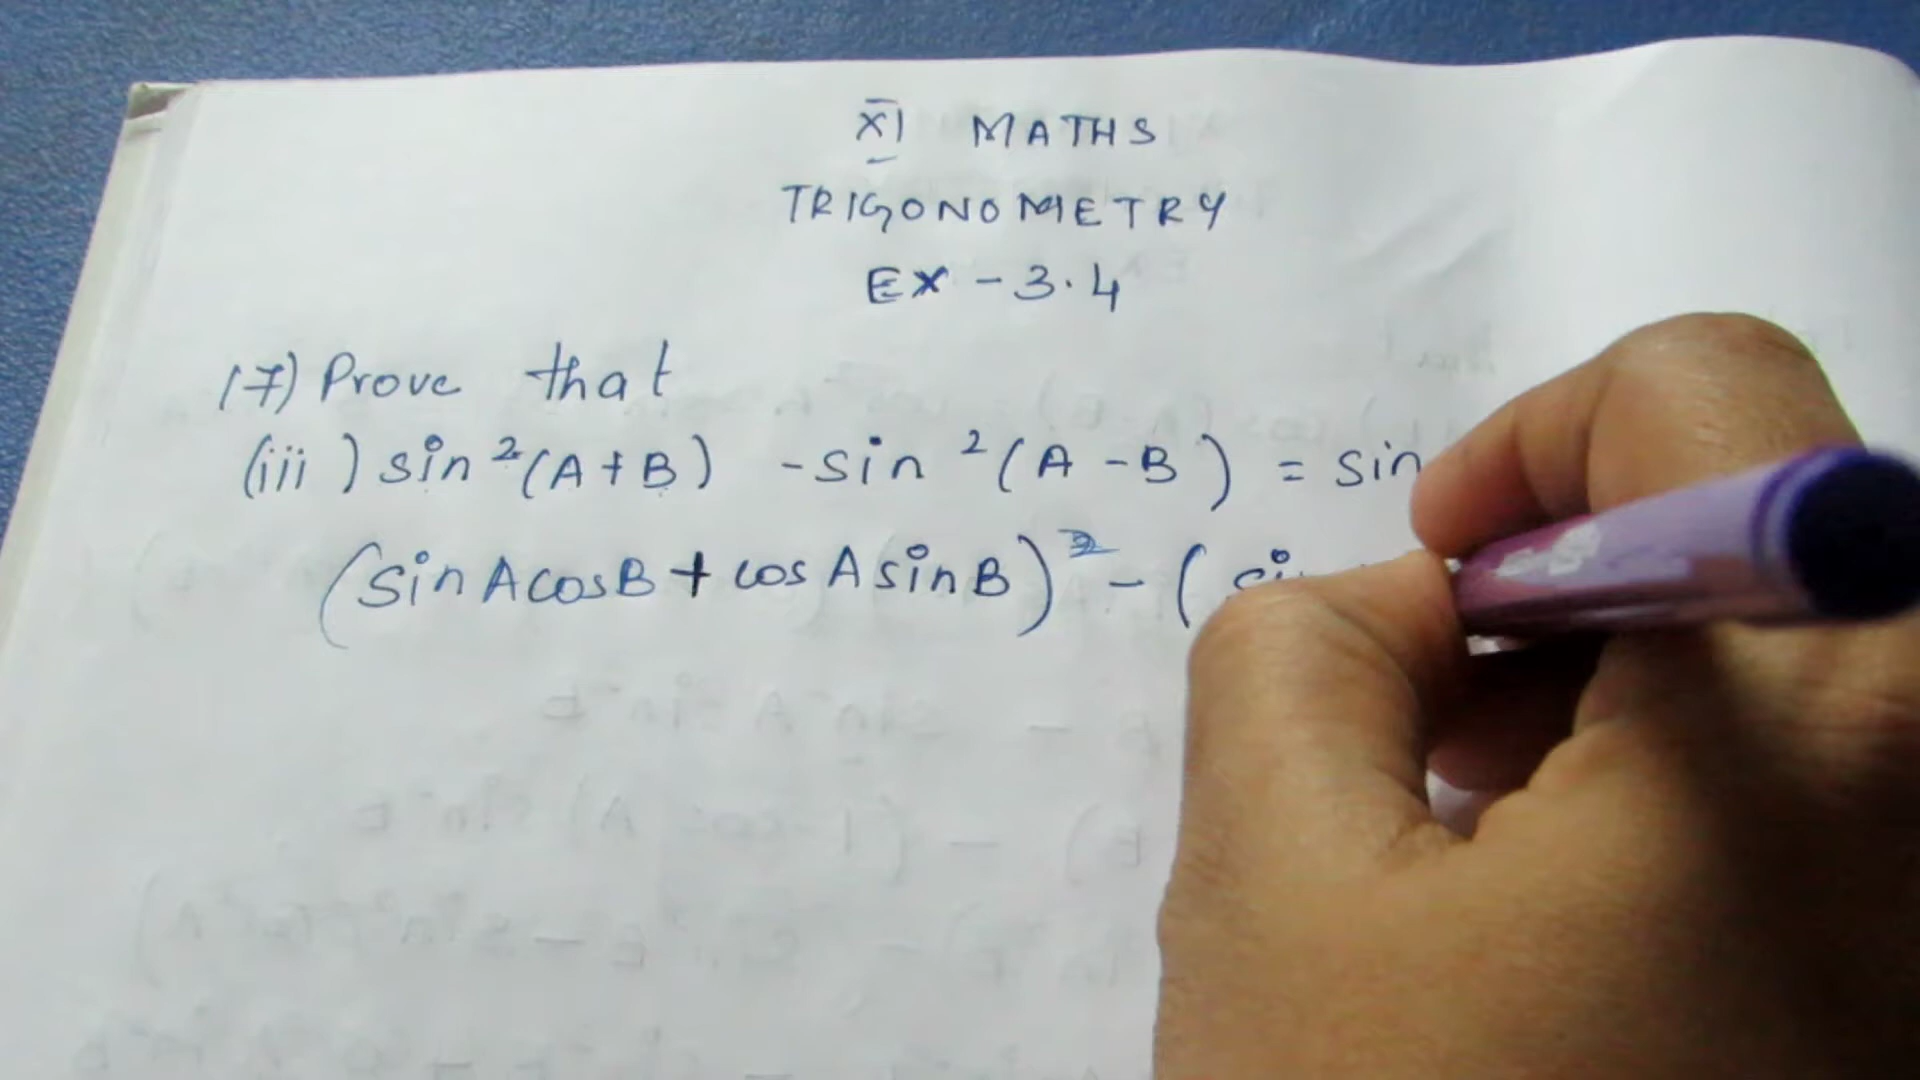 XI MATHS
TRIGONOMETRY
EX - 3.4
17) Prove that
(iii) sin²(A+B) - sin²(A-B) = sin
(sinAcosB + cosAsinB)² - (